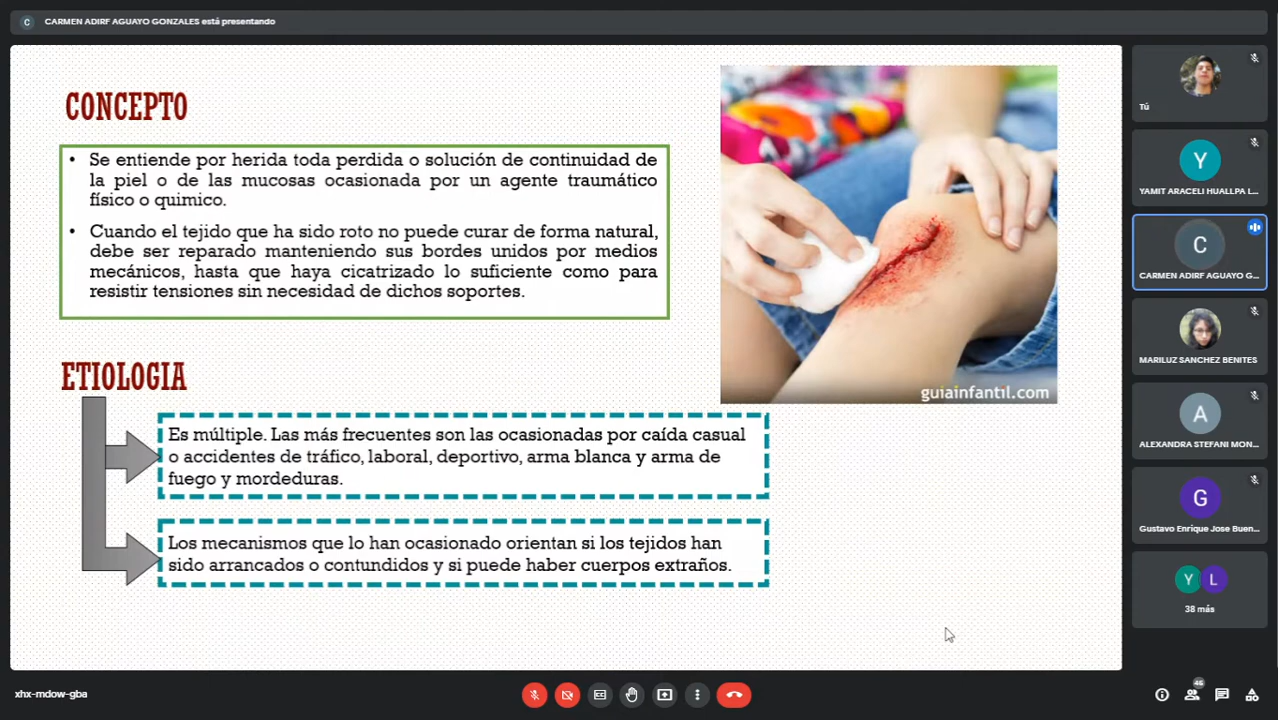 CARMEN ADIRF AGUAYO GONZALES está presentando
C
CONCEPTO
• Se entiende por herida toda perdida o solución de continuidad de
la piel o de las mucosas ocasionada por un agente traumático
físico o quimico.
• Cuando el tejido que ha sido roto no puede curar de forma natural,
debe ser reparado manteniendo sus bordes unidos por medios
mecánicos, hasta que haya cicatrizado lo suficiente como para
resistir tensiones sin necesidad de dichos soportes.
guiainfantil.com
ETIOLOGIA
Es múltiple. Las más frecuentes son las ocasionadas por caída casual
o accidentes de tráfico, laboral, deportivo, arma blanca y arma de
fuego y mordeduras.
Los mecanismos que lo han ocasionado orientan si los tejidos han
sido arrancados o contundidos y si puede haber cuerpos extraños.
Tú
Y
YAMIT ARACELI HUALLPA L...
C
CARMEN ADIRF AGUAYO G...
MARILUZ SANCHEZ BENITES
A
ALEXANDRA STEFANI MON...
G
Gustavo Enrique Jose Buen...
Y L
38 más
xhx-mdow-gba
46